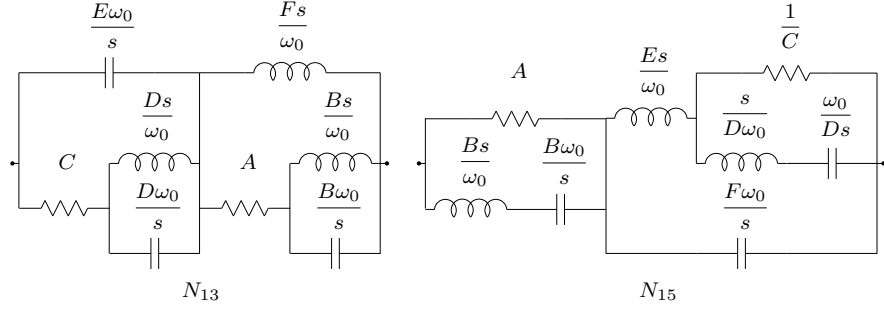 Eω₀/s
Fs/ω₀
Ds/ω₀
Bs/ω₀
C
A
Dω₀/s
Bω₀/s
N₁₃
1/C
Es/ω₀
A
s/Dω₀
ω₀/Ds
Bs/ω₀
Bω₀/s
Fω₀/s
N₁₅